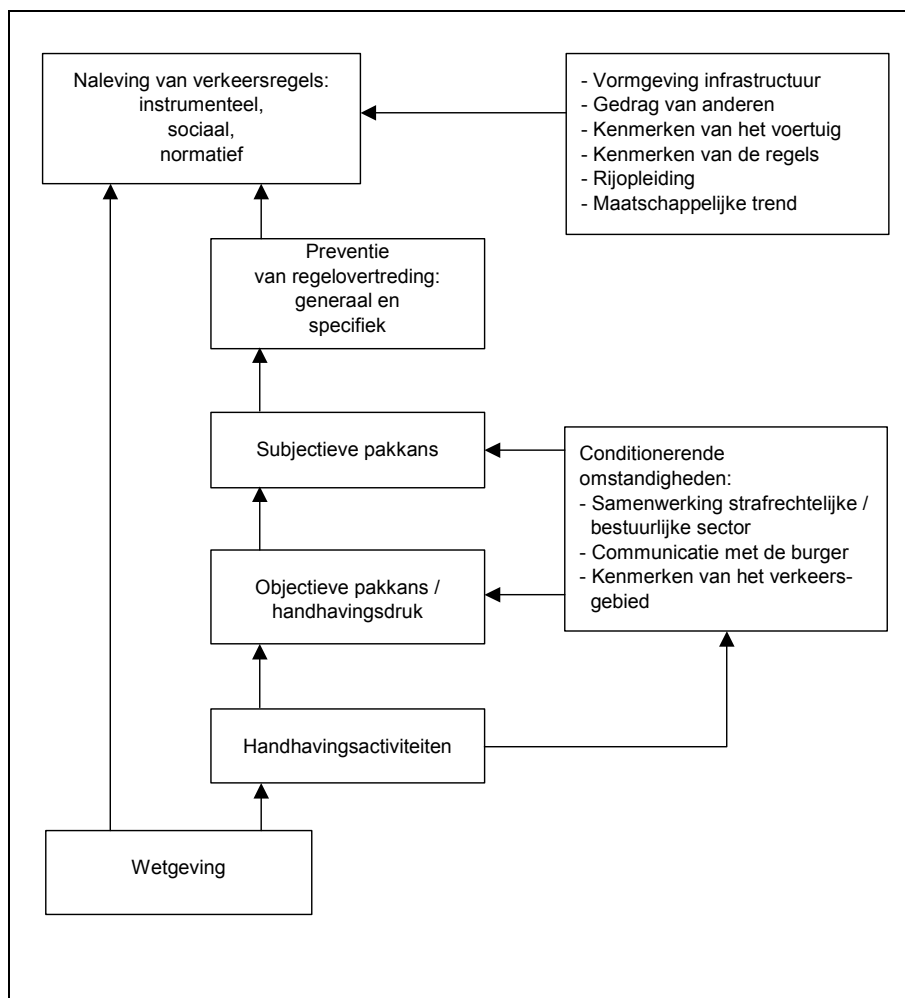 Naleving van verkeersregels:
instrumenteel,
sociaal,
normatief
- Vormgeving infrastructuur
- Gedrag van anderen
- Kenmerken van het voertuig
- Kenmerken van de regels
- Rijopleiding
- Maatschappelijke trend
Preventie
van regelovertreding:
generaal en
specifiek
Subjectieve pakkans
Conditionerende
omstandigheden:
- Samenwerking strafrechtelijke /
bestuurlijke sector
- Communicatie met de burger
- Kenmerken van het verkeers-
gebied
Objectieve pakkans /
handhavingsdruk
Handhavingsactiviteiten
Wetgeving